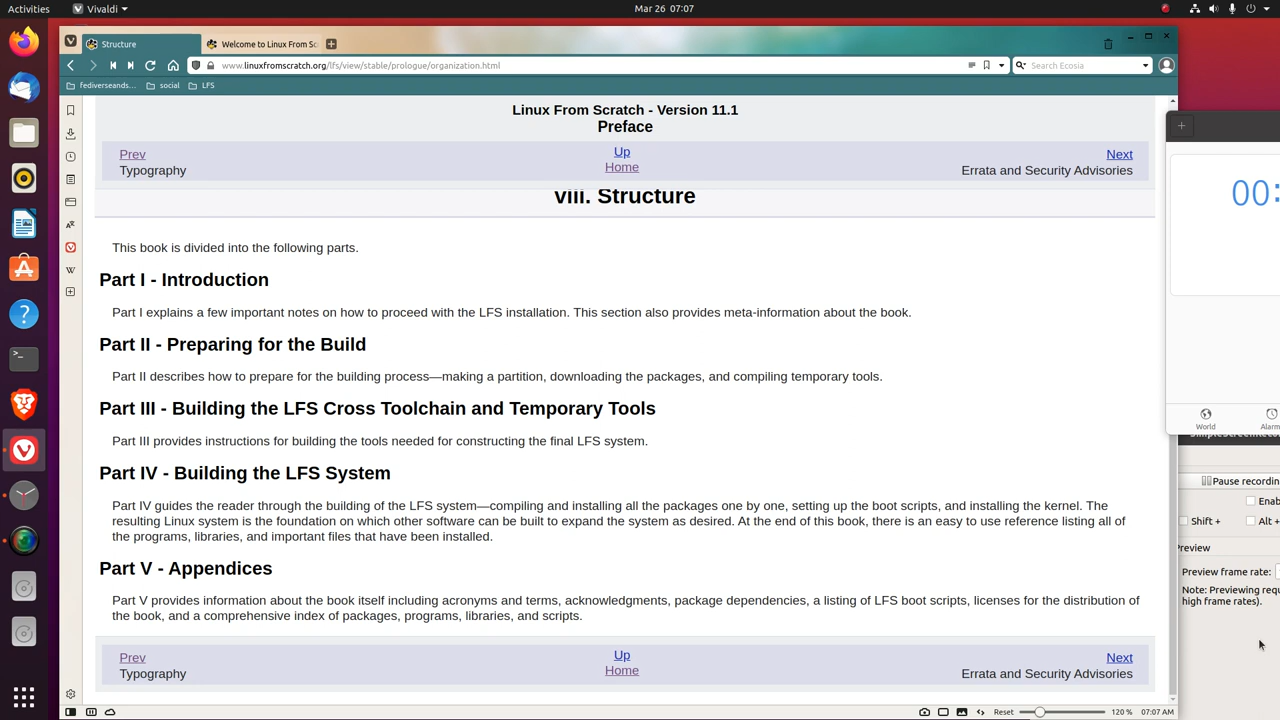 Activities
Vivaldi
Mar 26 07:07
Structure
Welcome to Linux From Sc
www.linuxfromscratch.org/lfs/view/stable/prologue/organization.html
Search Ecosia
fediverseands...
social
LFS
Linux From Scratch - Version 11.1
Preface
Prev
Up
Next
Typography
Home
Errata and Security Advisories
viii. Structure
This book is divided into the following parts.
Part I - Introduction
Part I explains a few important notes on how to proceed with the LFS installation. This section also provides meta-information about the book.
Part II - Preparing for the Build
Part II describes how to prepare for the building process—making a partition, downloading the packages, and compiling temporary tools.
Part III - Building the LFS Cross Toolchain and Temporary Tools
Part III provides instructions for building the tools needed for constructing the final LFS system.
Part IV - Building the LFS System
Part IV guides the reader through the building of the LFS system—compiling and installing all the packages one by one, setting up the boot scripts, and installing the kernel. The
resulting Linux system is the foundation on which other software can be built to expand the system as desired. At the end of this book, there is an easy to use reference listing all of
the programs, libraries, and important files that have been installed.
Part V - Appendices
Part V provides information about the book itself including acronyms and terms, acknowledgments, package dependencies, a listing of LFS boot scripts, licenses for the distribution of
the book, and a comprehensive index of packages, programs, libraries, and scripts.
Prev
Up
Next
Typography
Home
Errata and Security Advisories
Reset
120 %
07:07 AM
00:
World
Alarm
Pause recordin
Enab
Shift +
Alt +
Preview
Preview frame rate:
Note: Previewing requ
high frame rates).